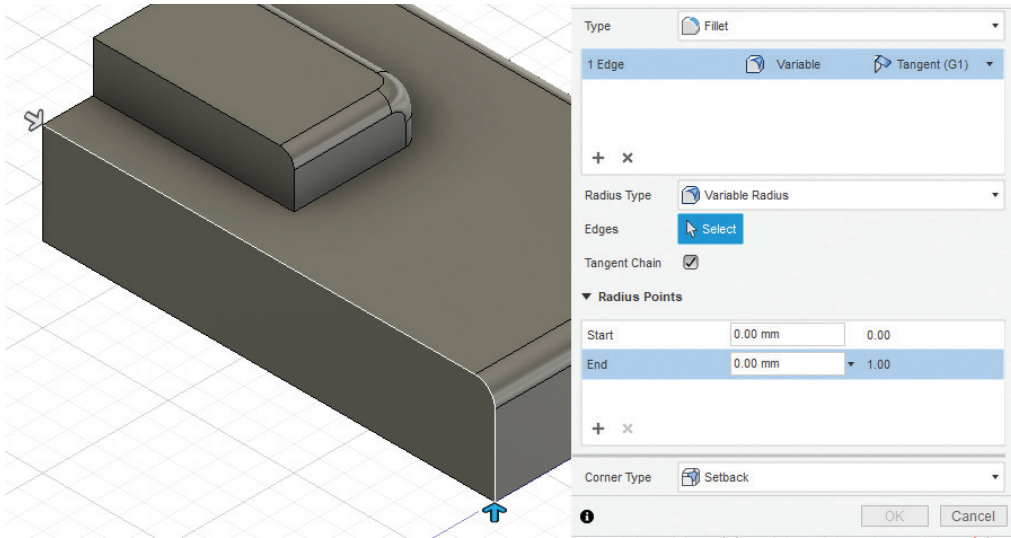 Type Fillet
1 Edge Variable Tangent (G1)
Radius Type Variable Radius
Edges Select
Tangent Chain
Radius Points
Start 0.00 mm 0.00
End 0.00 mm 1.00
Corner Type Setback
OK Cancel